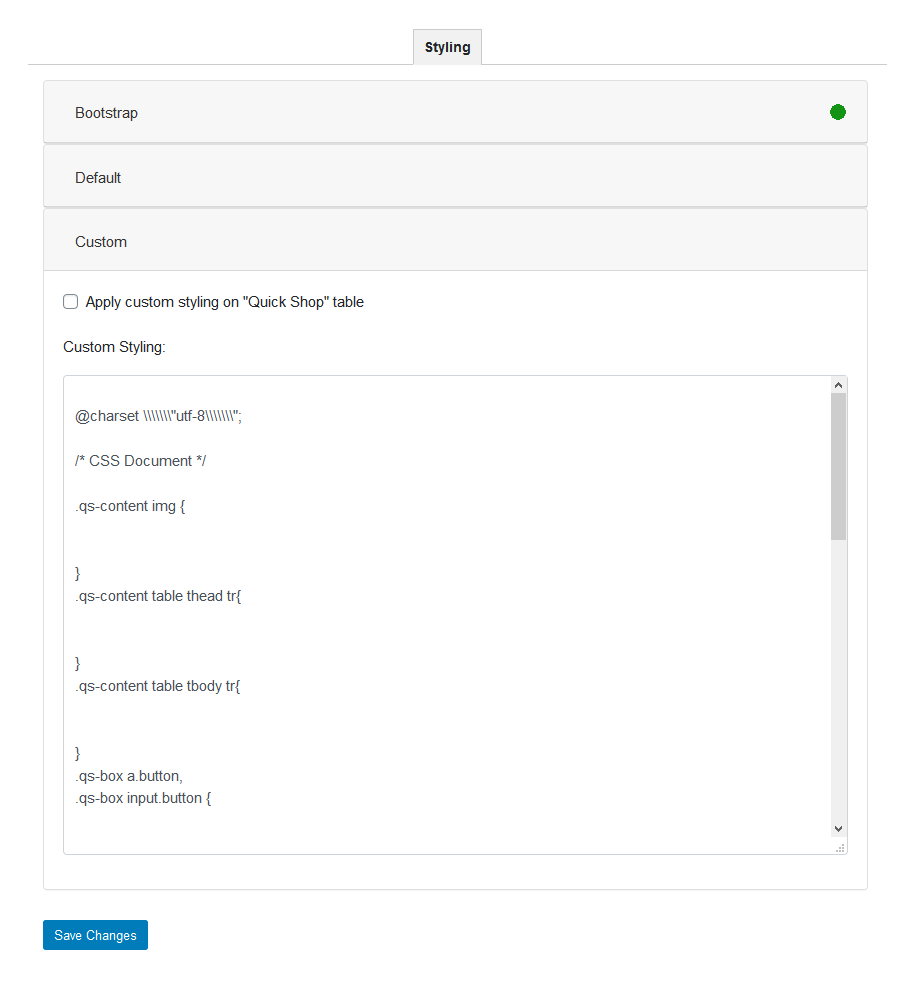 Styling
Bootstrap
Default
Custom
Apply custom styling on "Quick Shop" table
Custom Styling:
@charset \\\\\\\"utf-8\\\\\\\";
/* CSS Document */
.qs-content img {
}
.qs-content table thead tr{
}
.qs-content table tbody tr{
}
.qs-box a.button,
.qs-box input.button {
Save Changes